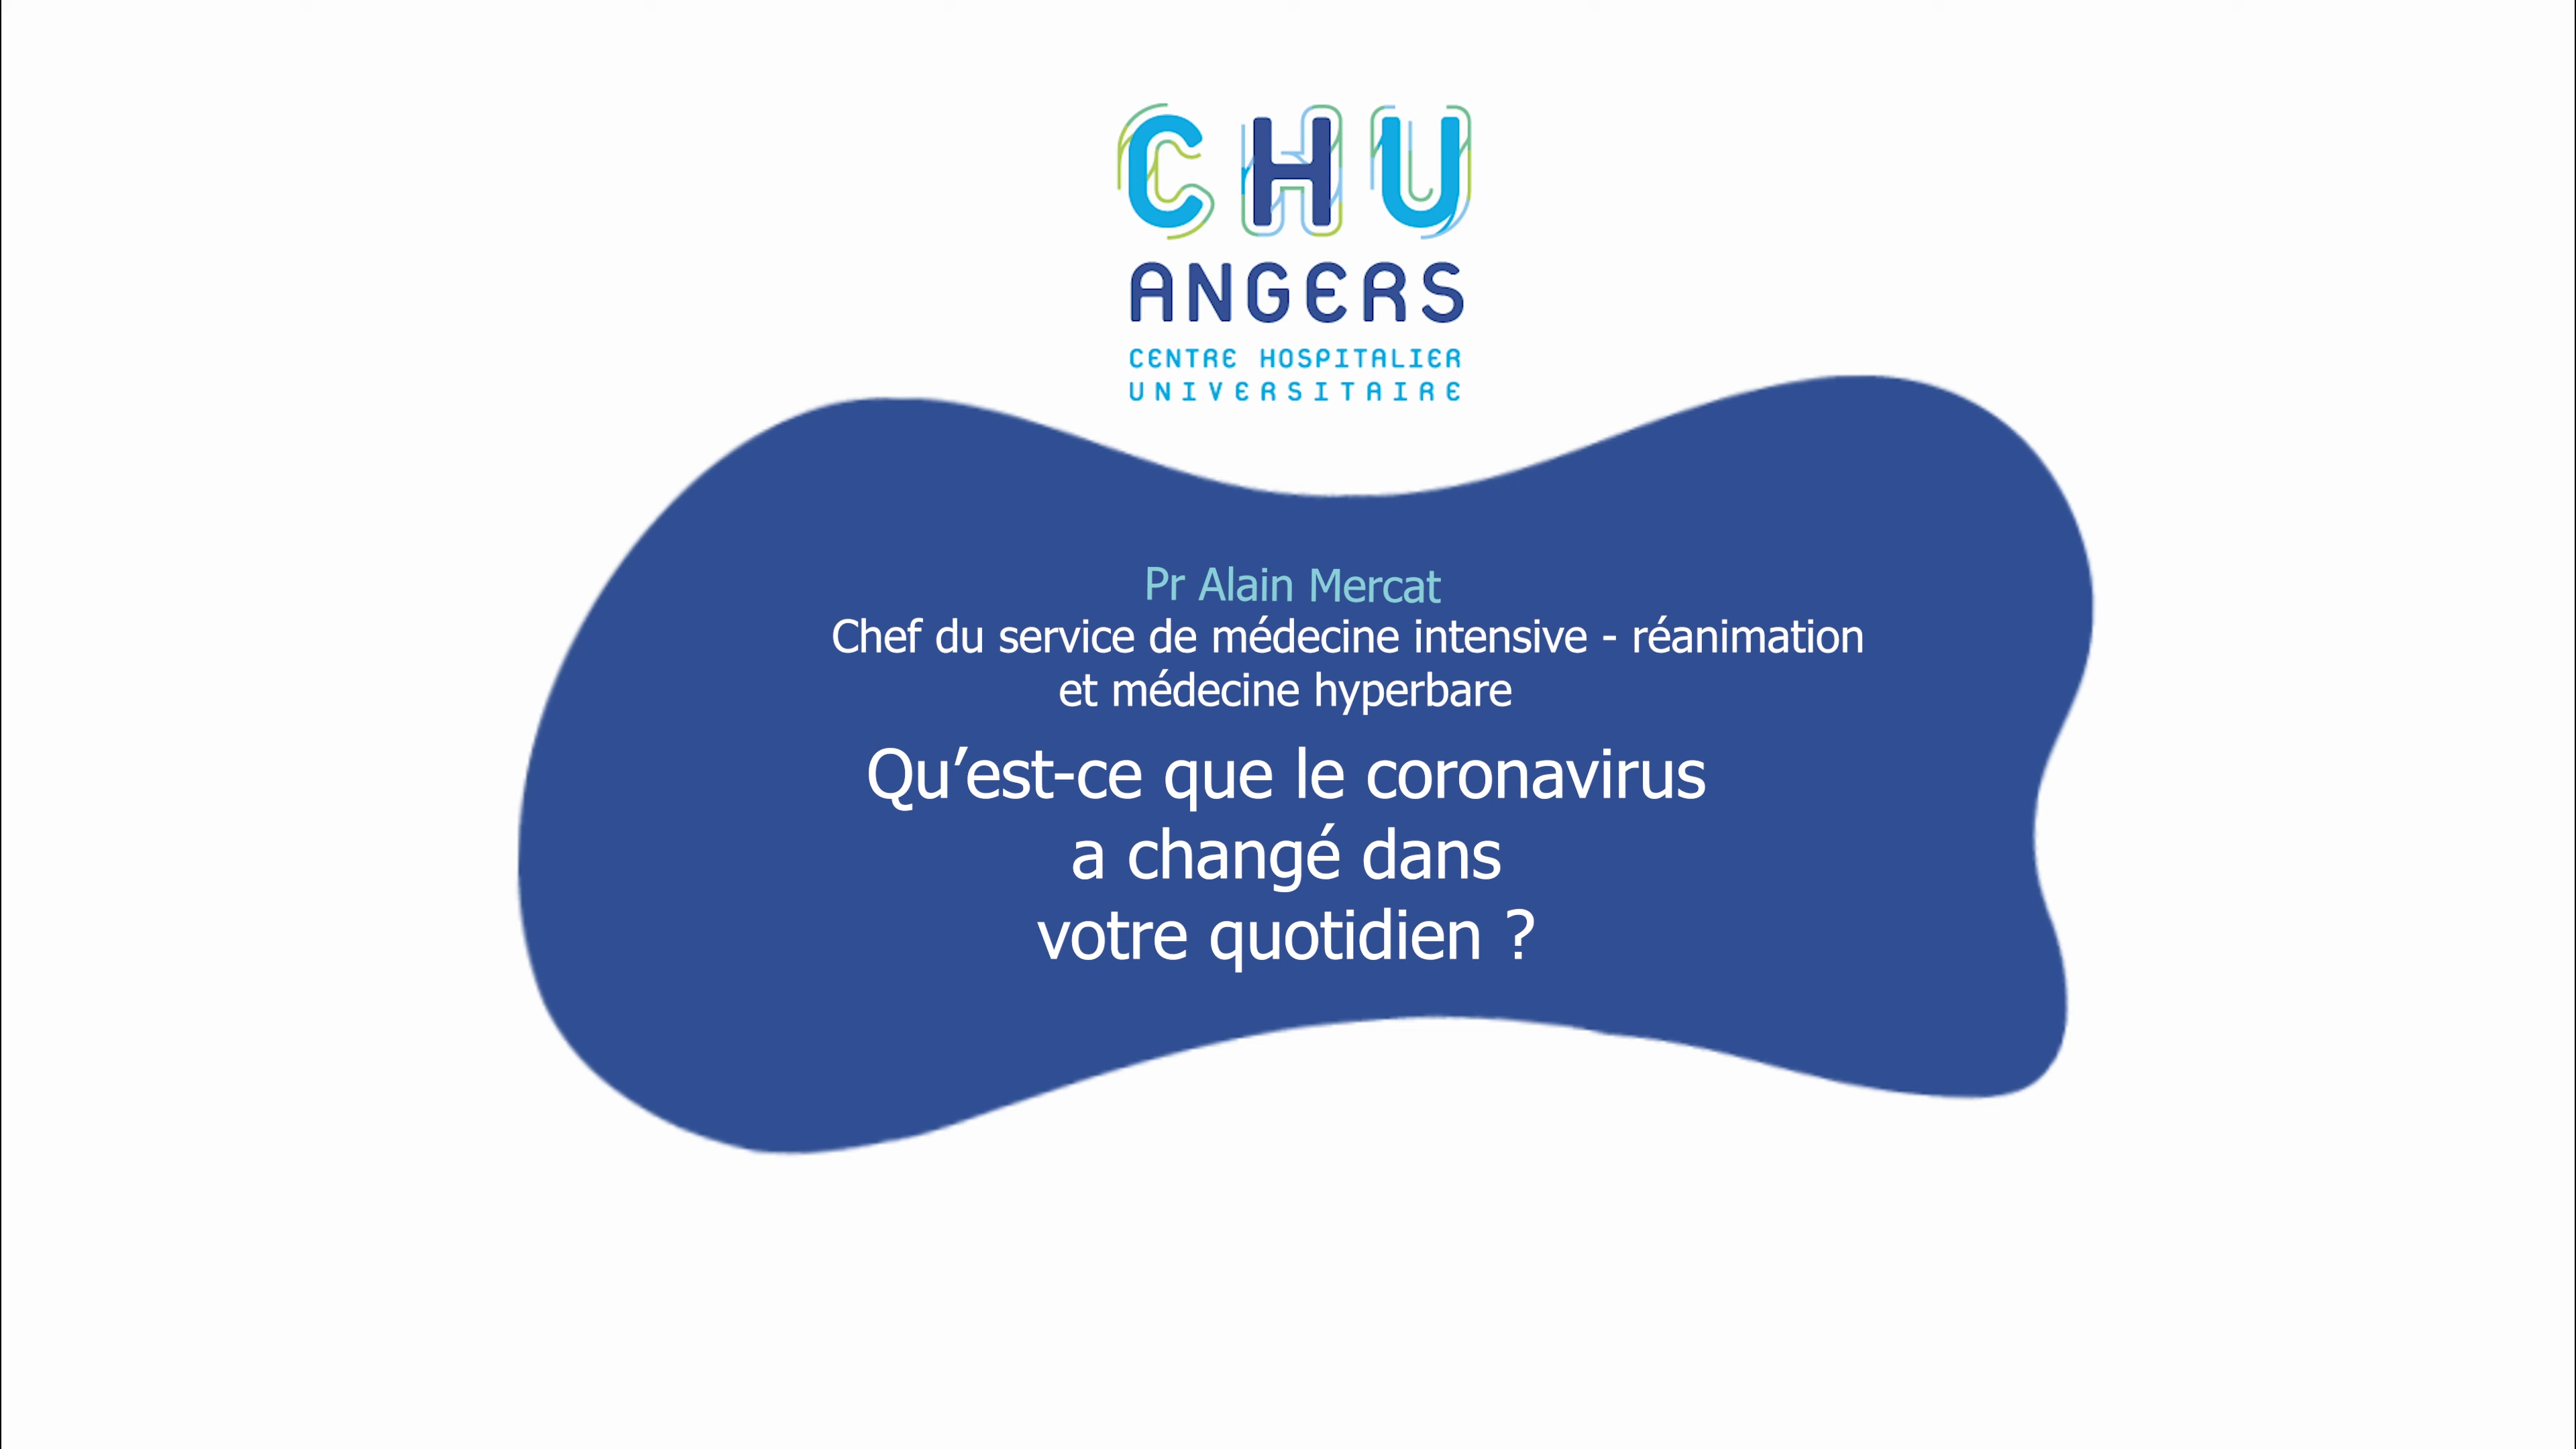 CHU
ANGERS
CENTRE HOSPITALIER
UNIVERSITAIRE
Pr Alain Mercat
Chef du service de médecine intensive - réanimation
et médecine hyperbare
Qu’est-ce que le coronavirus
a changé dans
votre quotidien ?